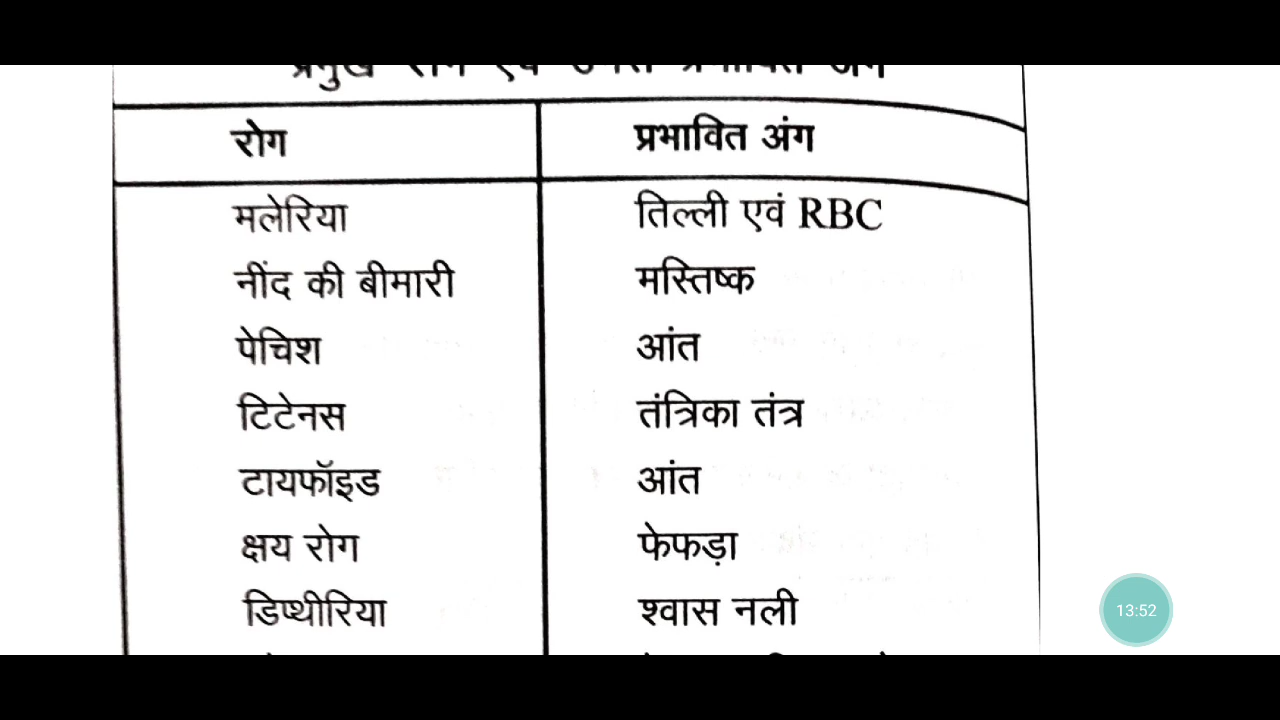 रोग प्रभावित अंग
मलेरिया तिल्ली एवं RBC
नींद की बीमारी मस्तिष्क
पेचिश आंत
टिटेनस तंत्रिका तंत्र
टायफॉइड आंत
क्षय रोग फेफड़ा
डिप्थीरिया श्वास नली
13:52